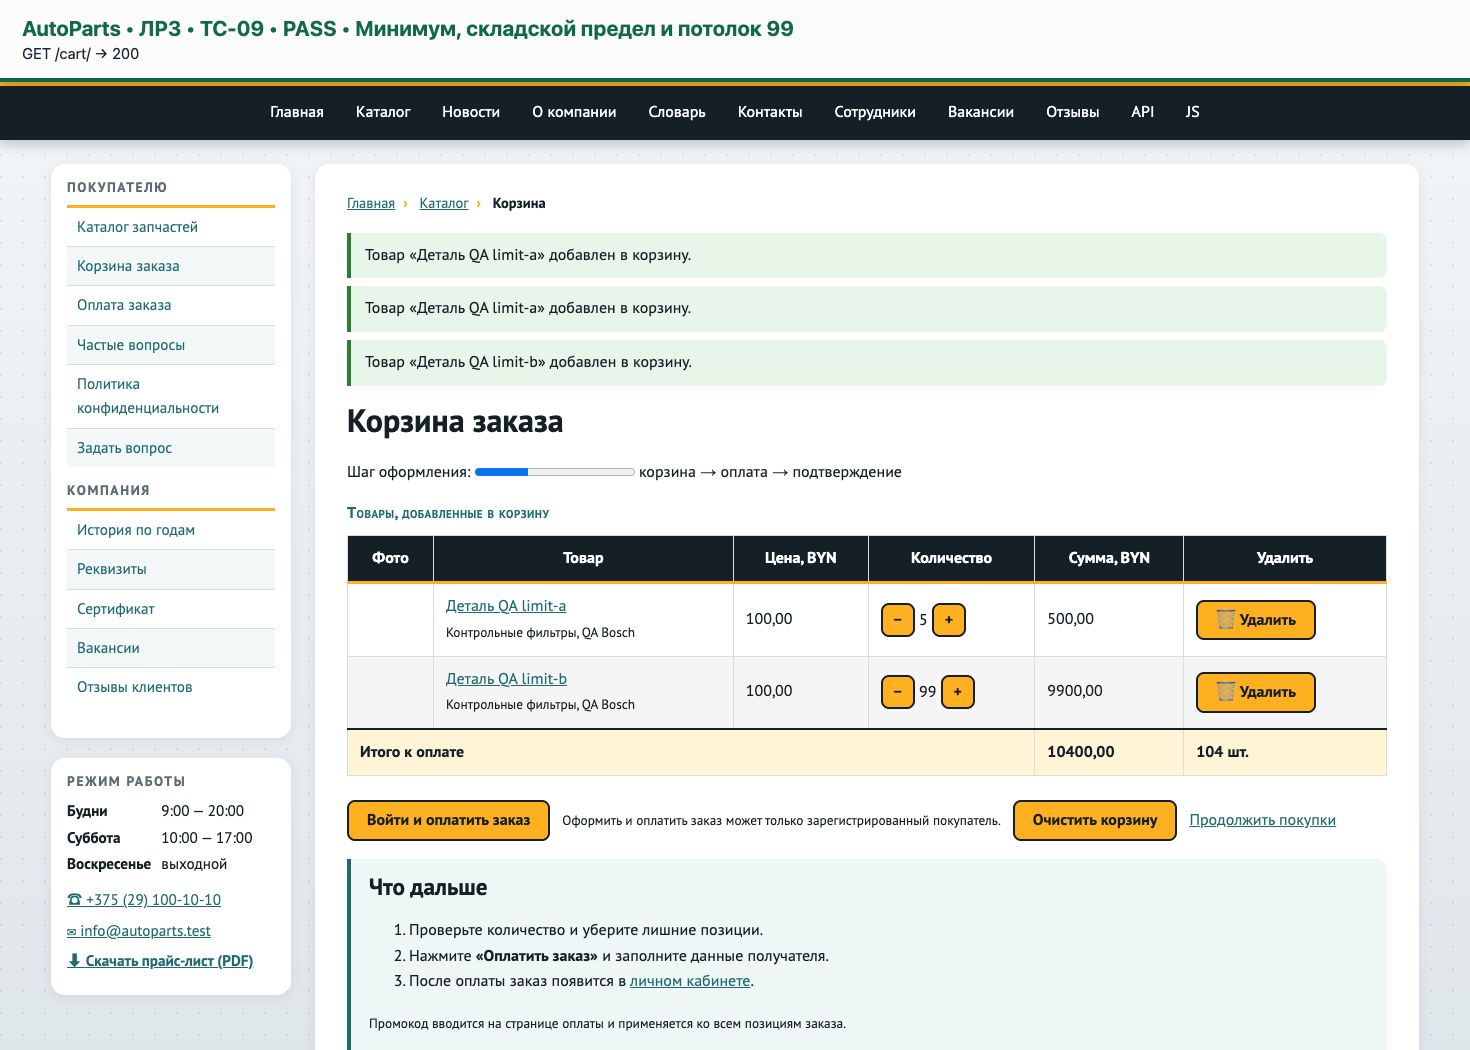 AutoParts • ЛР3 • TC-09 • PASS • Минимум, складской предел и потолок 99
GET /cart/ → 200
Главная Каталог Новости О компании Словарь Контакты Сотрудники Вакансии Отзывы API JS
ПОКУПАТЕЛЮ
Каталог запчастей
Корзина заказа
Оплата заказа
Частые вопросы
Политика
конфиденциальности
Задать вопрос
КОМПАНИЯ
История по годам
Реквизиты
Сертификат
Вакансии
Отзывы клиентов
РЕЖИМ РАБОТЫ
Будни 9:00 — 20:00
Суббота 10:00 — 17:00
Воскресенье выходной
☎ +375 (29) 100-10-10
✉ info@autoparts.test
⬇ Скачать прайс-лист (PDF)
Главная › Каталог › Корзина
Товар «Деталь QA limit-a» добавлен в корзину.
Товар «Деталь QA limit-a» добавлен в корзину.
Товар «Деталь QA limit-b» добавлен в корзину.
Корзина заказа
Шаг оформления: корзина → оплата → подтверждение
Товары, добавленные в корзину
Фото Товар Цена, BYN Количество Сумма, BYN Удалить
Деталь QA limit-a
Контрольные фильтры, QA Bosch
100,00 − 5 + 500,00 🗑 Удалить
Деталь QA limit-b
Контрольные фильтры, QA Bosch
100,00 − 99 + 9900,00 🗑 Удалить
Итого к оплате 10400,00 104 шт.
Войти и оплатить заказ Оформить и оплатить заказ может только зарегистрированный покупатель. Очистить корзину Продолжить покупки
Что дальше
1. Проверьте количество и уберите лишние позиции.
2. Нажмите «Оплатить заказ» и заполните данные получателя.
3. После оплаты заказ появится в личном кабинете.
Промокод вводится на странице оплаты и применяется ко всем позициям заказа.